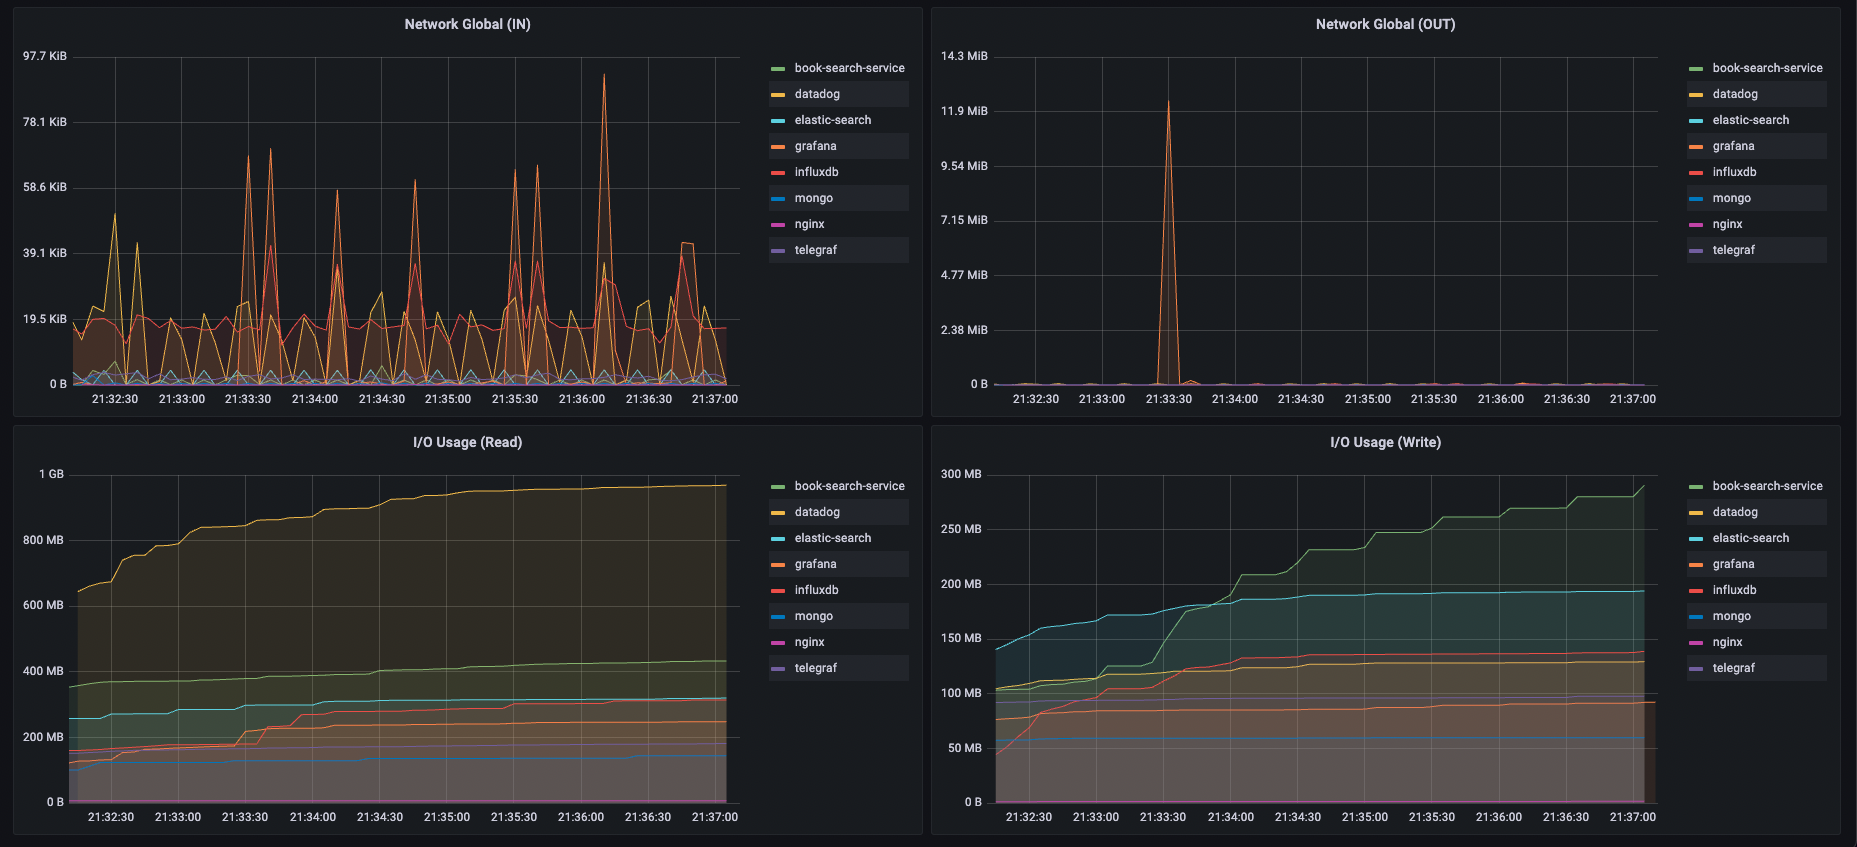 Network Global (IN)
97.7 KiB
78.1 KiB
58.6 KiB
39.1 KiB
19.5 KiB
0 B
21:32:30 21:33:00 21:33:30 21:34:00 21:34:30 21:35:00 21:35:30 21:36:00 21:36:30 21:37:00
book-search-service
datadog
elastic-search
grafana
influxdb
mongo
nginx
telegraf
Network Global (OUT)
14.3 MiB
11.9 MiB
9.54 MiB
7.15 MiB
4.77 MiB
2.38 MiB
0 B
21:32:30 21:33:00 21:33:30 21:34:00 21:34:30 21:35:00 21:35:30 21:36:00 21:36:30 21:37:00
book-search-service
datadog
elastic-search
grafana
influxdb
mongo
nginx
telegraf
I/O Usage (Read)
1 GB
800 MB
600 MB
400 MB
200 MB
0 B
21:32:30 21:33:00 21:33:30 21:34:00 21:34:30 21:35:00 21:35:30 21:36:00 21:36:30 21:37:00
book-search-service
datadog
elastic-search
grafana
influxdb
mongo
nginx
telegraf
I/O Usage (Write)
300 MB
250 MB
200 MB
150 MB
100 MB
50 MB
0 B
21:32:30 21:33:00 21:33:30 21:34:00 21:34:30 21:35:00 21:35:30 21:36:00 21:36:30 21:37:00
book-search-service
datadog
elastic-search
grafana
influxdb
mongo
nginx
telegraf